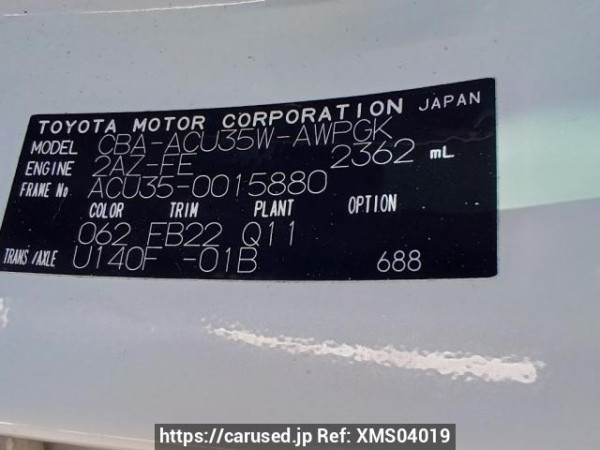 TOYOTA MOTOR CORPORATION JAPAN
MODEL CBA-ACU35W-AWPGK
ENGINE 2AZ-FE 2362 mL
FRAME No ACU35-0015880
COLOR TRIM PLANT OPTION
062 FB22 Q11
TRANS/AXLE U140F -01B 688
https://carused.jp Ref: XMS04019